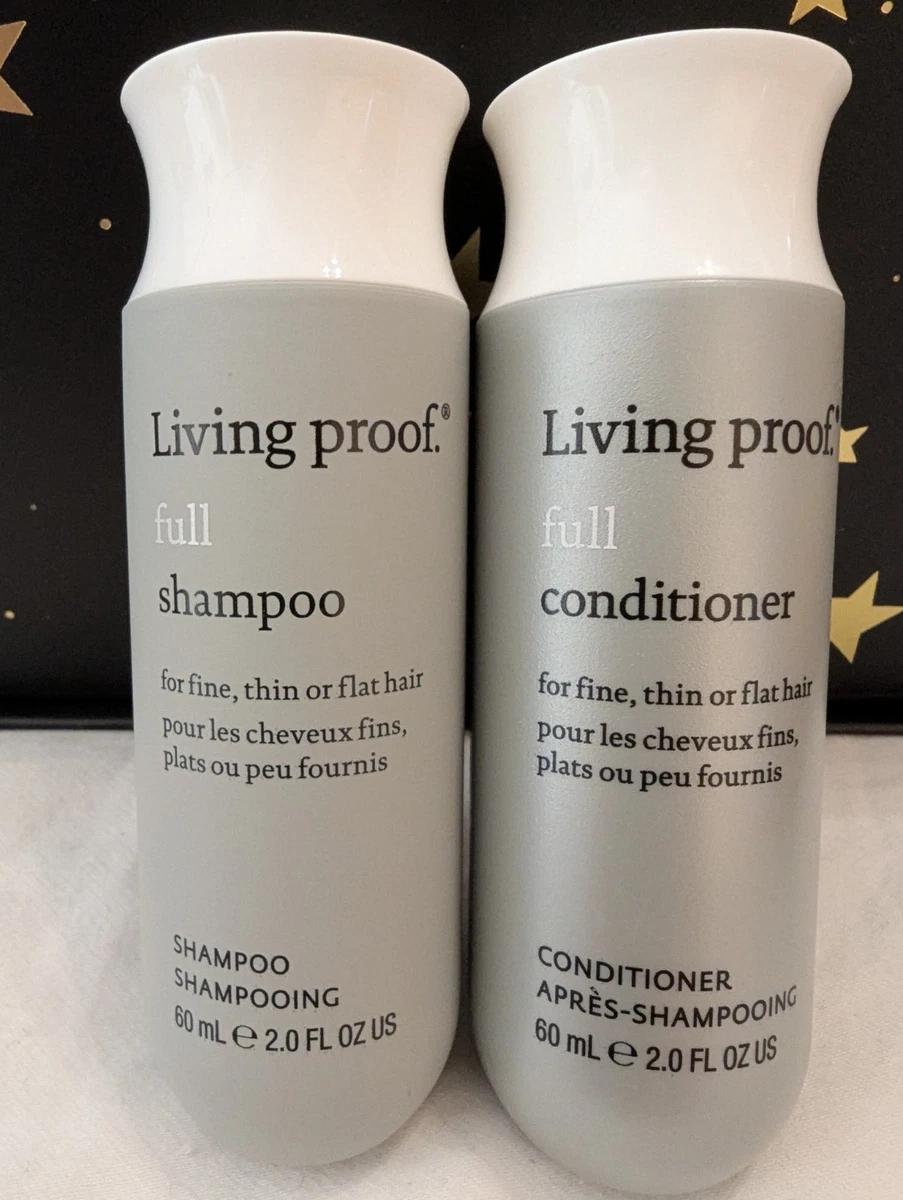 Living proof.®
full
shampoo
for fine, thin or flat hair
pour les cheveux fins,
plats ou peu fournis
SHAMPOO
SHAMPOOING
60 mL ℮ 2.0 FL OZ US
Living proof.®
full
conditioner
for fine, thin or flat hair
pour les cheveux fins,
plats ou peu fournis
CONDITIONER
APRÈS-SHAMPOOING
60 mL ℮ 2.0 FL OZ US